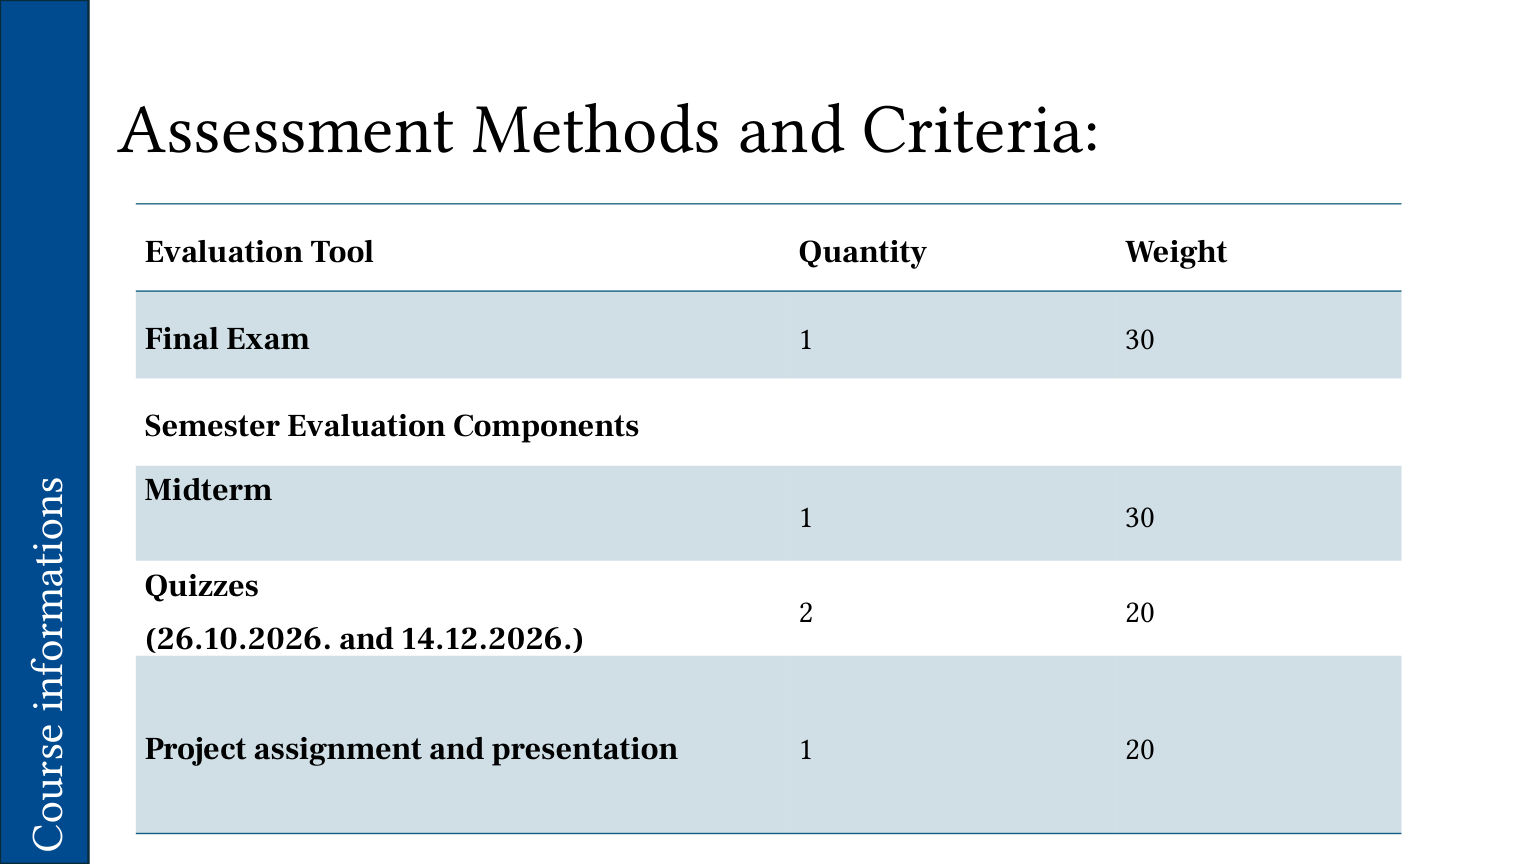 Course informations
Assessment Methods and Criteria:
Evaluation Tool Quantity Weight
Final Exam 1 30
Semester Evaluation Components
Midterm 1 30
Quizzes
(26.10.2026. and 14.12.2026.) 2 20
Project assignment and presentation 1 20